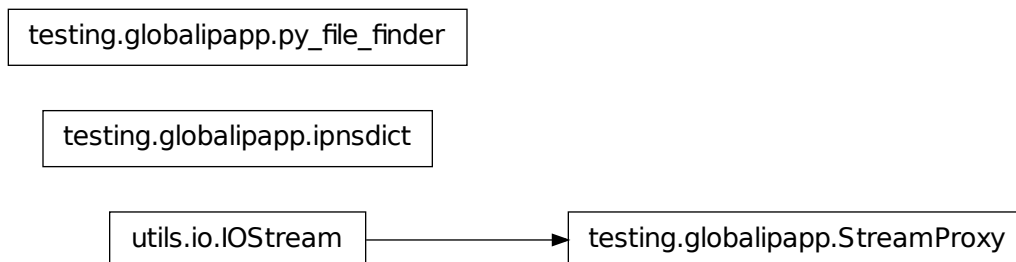 testing.globalipapp.py_file_finder
testing.globalipapp.ipnsdict
utils.io.IOStream
testing.globalipapp.StreamProxy